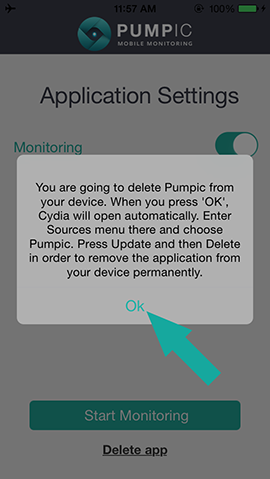 11:57 AM 100%
PUMPIC
MOBILE MONITORING
Application Settings
Monitoring
You are going to delete Pumpic from
your device. When you press 'OK',
Cydia will open automatically. Enter
Sources menu there and choose
Pumpic. Press Update and then Delete
in order to remove the application from
your device permanently.
Ok
Start Monitoring
Delete app